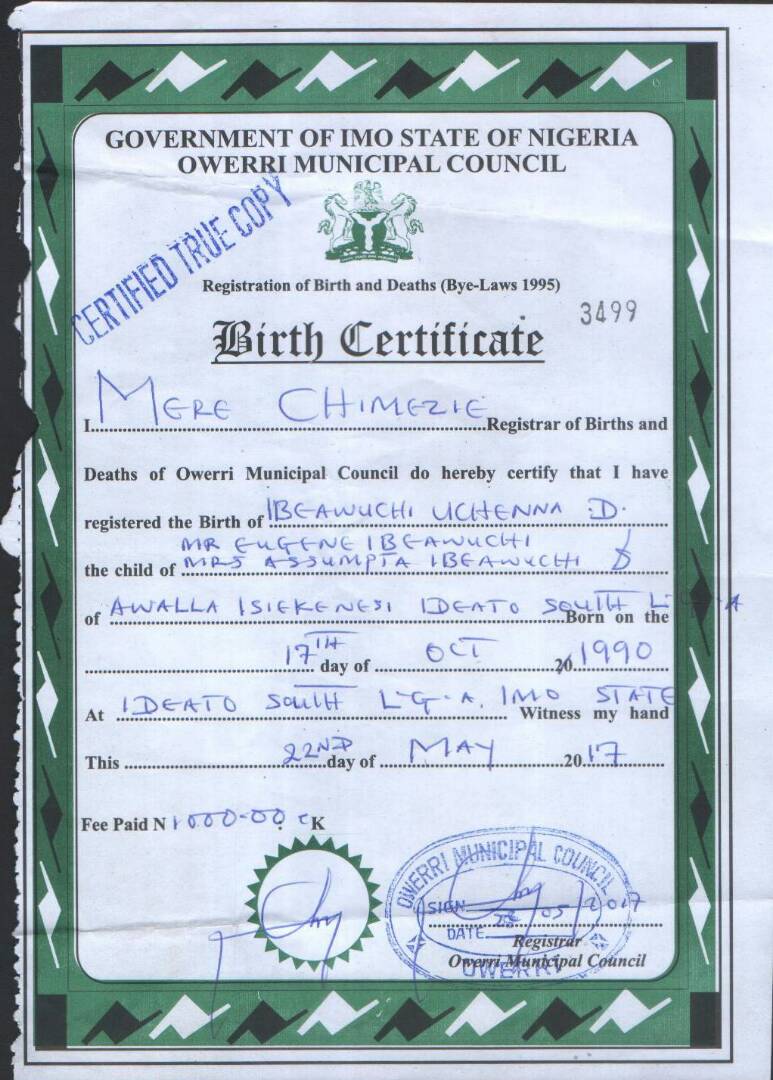 GOVERNMENT OF IMO STATE OF NIGERIA
OWERRI MUNICIPAL COUNCIL
CERTIFIED TRUE COPY
Registration of Birth and Deaths (Bye-Laws 1995)
3499
Birth Certificate
I MERE CHIMEZIE Registrar of Births and
Deaths of Owerri Municipal Council do hereby certify that I have
registered the Birth of IBEAWUCHI UCHENNA D.
MR EUGENE IBEAWUCHI
the child of MRS ASSUMPTA IBEAWUCHI
of AWALLA ISIEKENESI IDEATO SOUTH L.G.A Born on the
17TH day of OCT 20 1990
At IDEATO SOUTH L.G.A. IMO STATE Witness my hand
This 22ND day of MAY 2017
Fee Paid N 1000-00 K
OWERRI MUNICIPAL COUNCIL
SIGN
DATE 05 2017
Registrar
Owerri Municipal Council
OWERRI